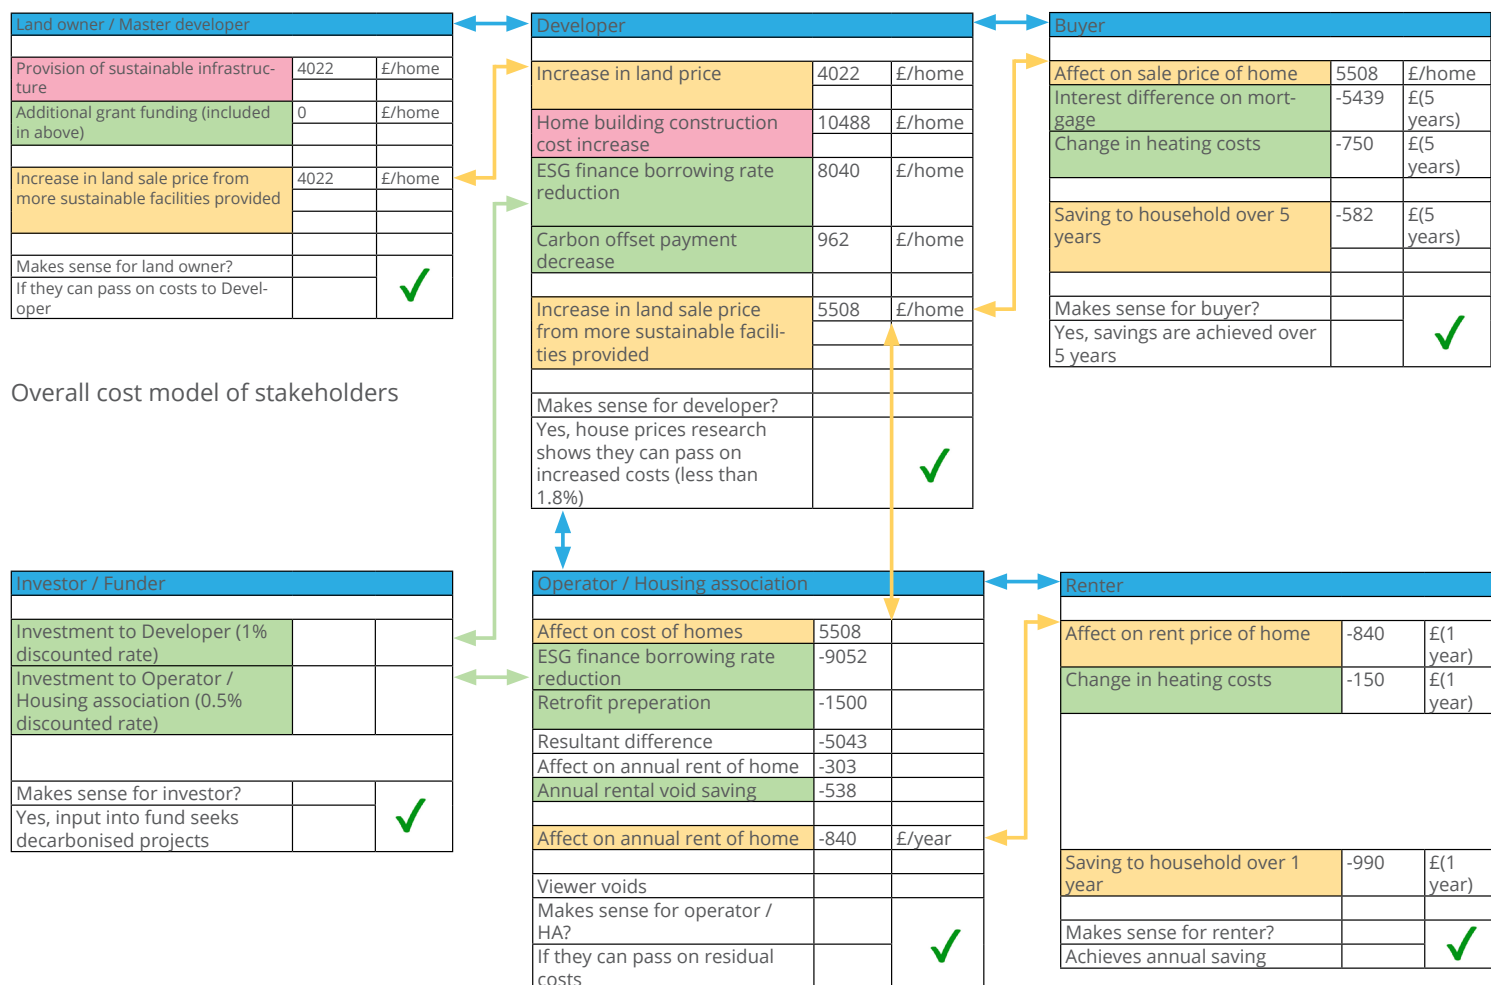 Land owner / Master developer
Provision of sustainable infrastruc-
ture
4022
£/home
Additional grant funding (included
in above)
0
£/home
Increase in land sale price from
more sustainable facilities provided
4022
£/home
Makes sense for land owner?
If they can pass on costs to Devel-
oper
Overall cost model of stakeholders
Developer
Increase in land price
4022
£/home
Home building construction
cost increase
10488
£/home
ESG finance borrowing rate
reduction
8040
£/home
Carbon offset payment
decrease
962
£/home
Increase in land sale price
from more sustainable facili-
ties provided
5508
£/home
Makes sense for developer?
Yes, house prices research
shows they can pass on
increased costs (less than
1.8%)
Buyer
Affect on sale price of home
5508
£/home
Interest difference on mort-
gage
-5439
£(5
years)
Change in heating costs
-750
£(5
years)
Saving to household over 5
years
-582
£(5
years)
Makes sense for buyer?
Yes, savings are achieved over
5 years
Investor / Funder
Investment to Developer (1%
discounted rate)
Investment to Operator /
Housing association (0.5%
discounted rate)
Makes sense for investor?
Yes, input into fund seeks
decarbonised projects
Operator / Housing association
Affect on cost of homes
5508
ESG finance borrowing rate
reduction
-9052
Retrofit preperation
-1500
Resultant difference
-5043
Affect on annual rent of home
-303
Annual rental void saving
-538
Affect on annual rent of home
-840
£/year
Viewer voids
Makes sense for operator /
HA?
If they can pass on residual
costs
Renter
Affect on rent price of home
-840
£(1
year)
Change in heating costs
-150
£(1
year)
Saving to household over 1
year
-990
£(1
year)
Makes sense for renter?
Achieves annual saving